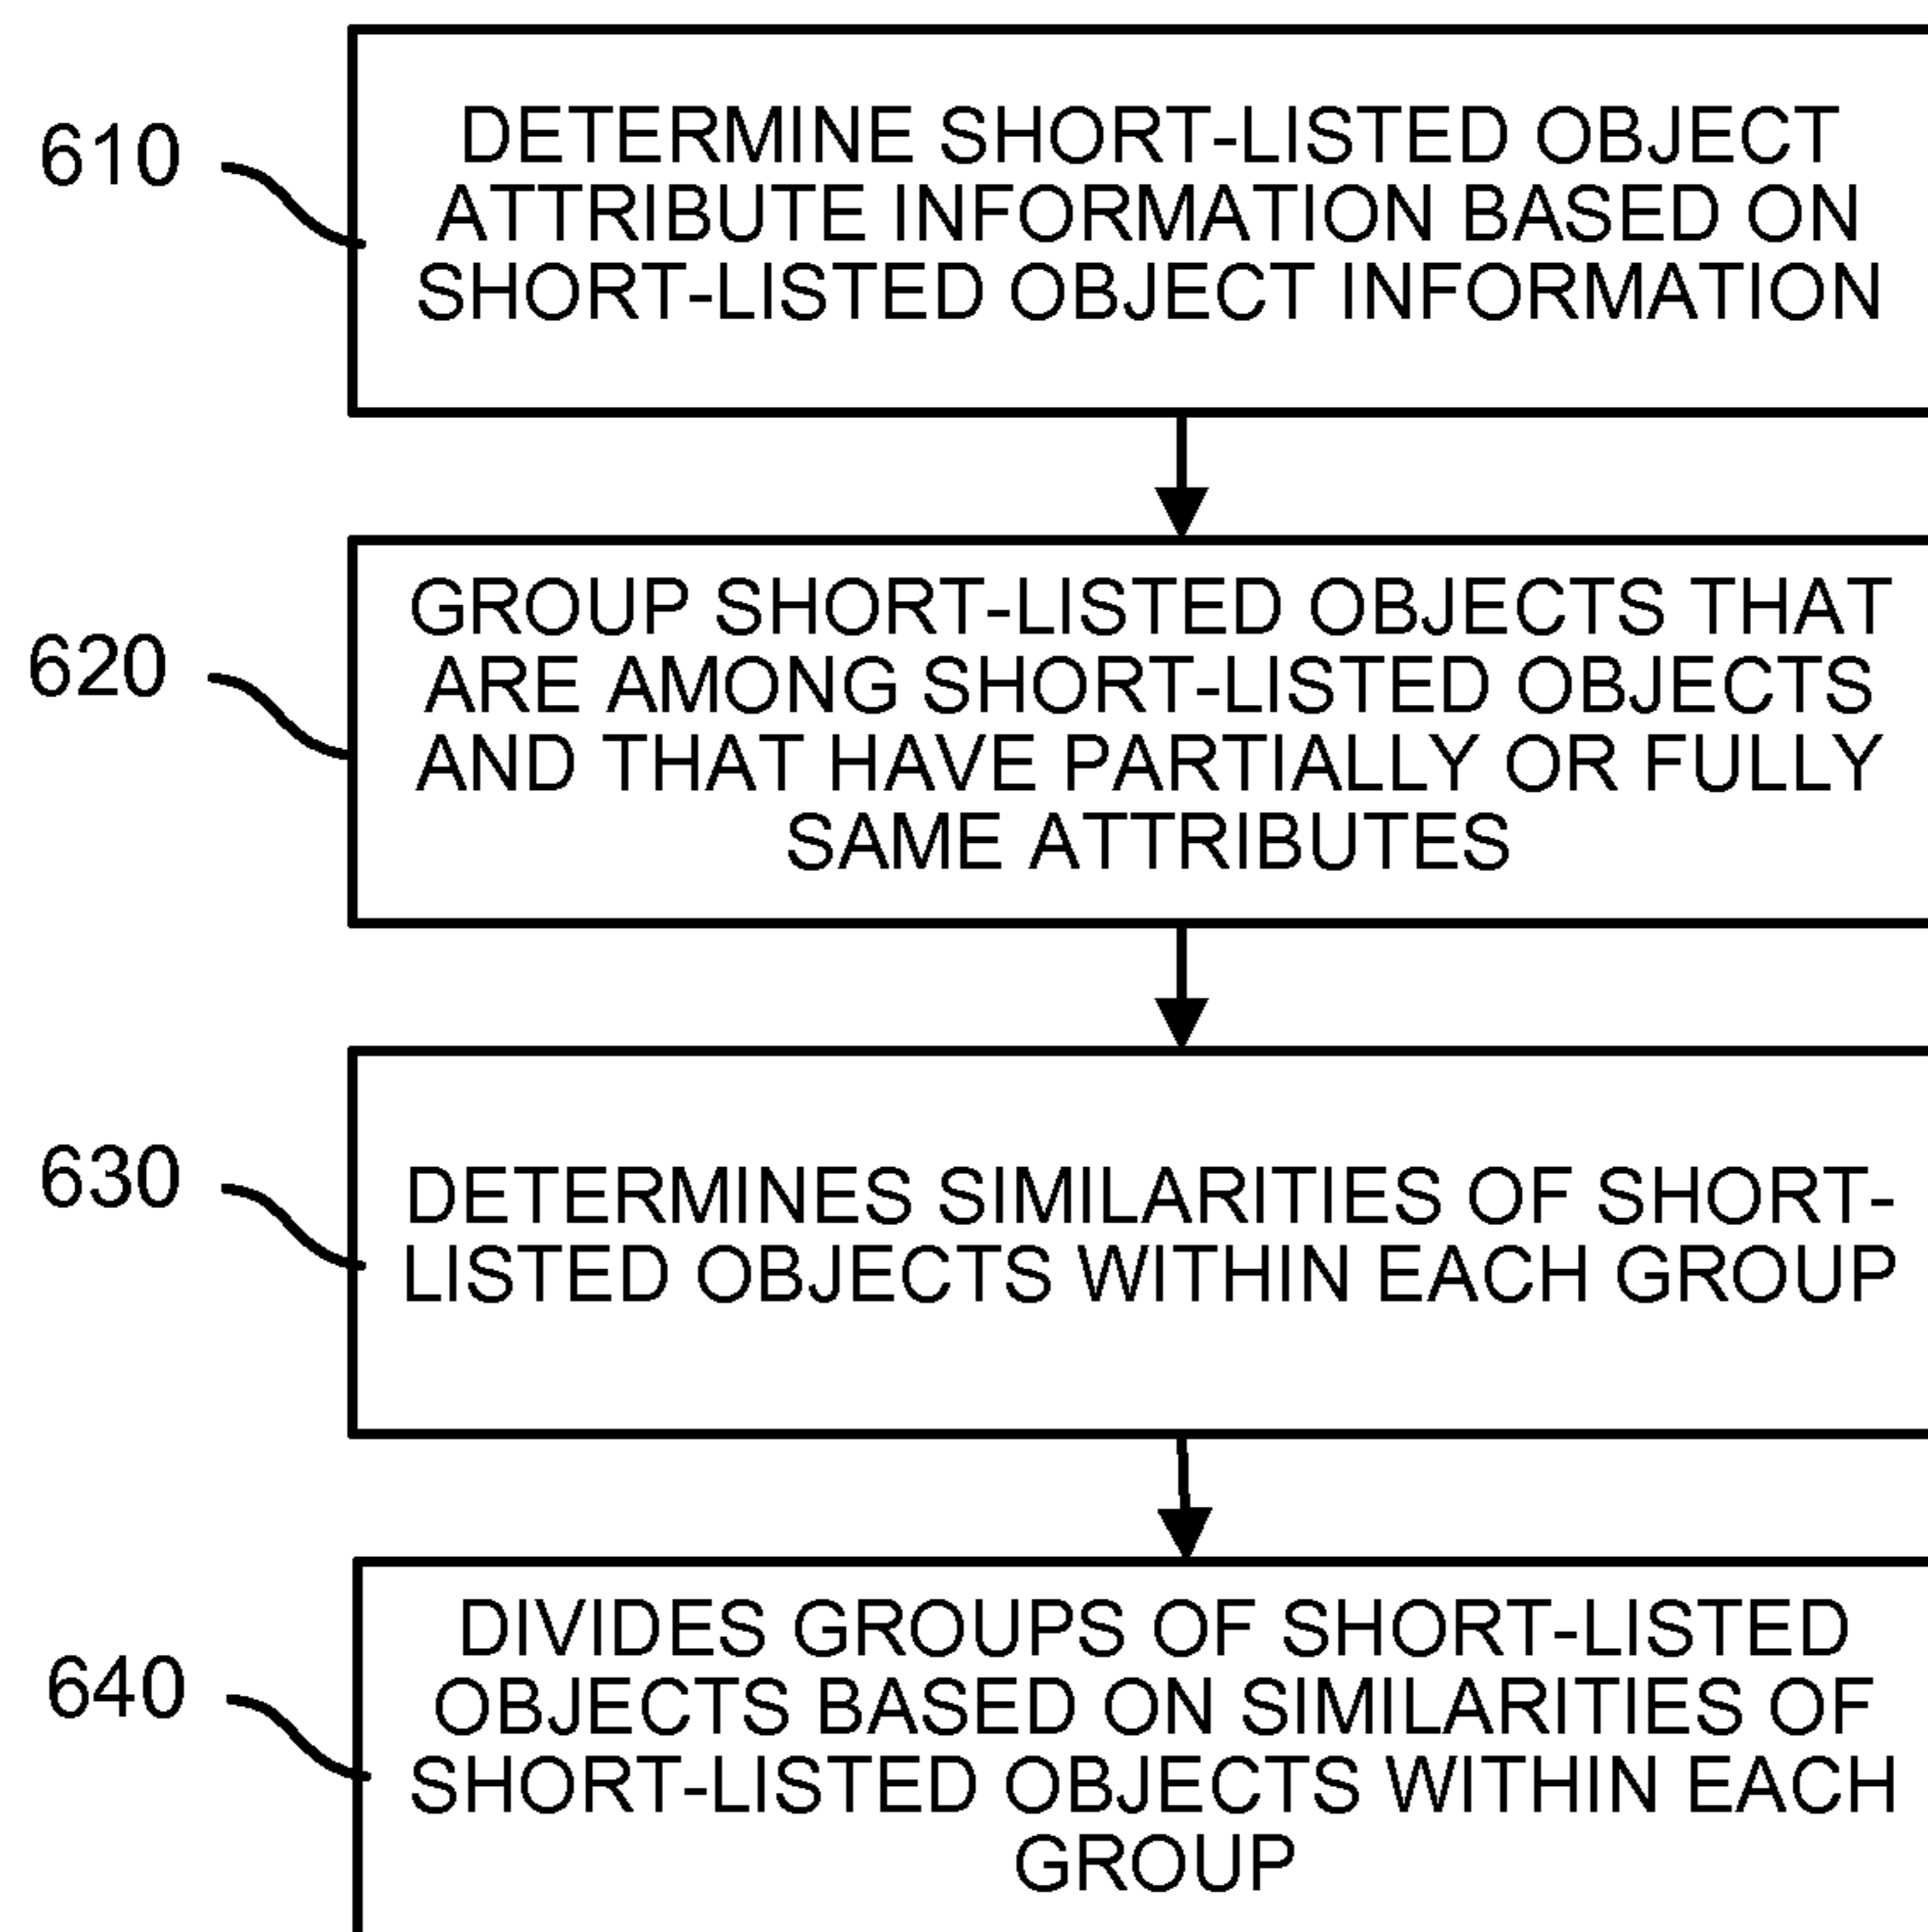 610
DETERMINE SHORT-LISTED OBJECT
ATTRIBUTE INFORMATION BASED ON
SHORT-LISTED OBJECT INFORMATION
620
GROUP SHORT-LISTED OBJECTS THAT
ARE AMONG SHORT-LISTED OBJECTS
AND THAT HAVE PARTIALLY OR FULLY
SAME ATTRIBUTES
630
DETERMINES SIMILARITIES OF SHORT-
LISTED OBJECTS WITHIN EACH GROUP
640
DIVIDES GROUPS OF SHORT-LISTED
OBJECTS BASED ON SIMILARITIES OF
SHORT-LISTED OBJECTS WITHIN EACH
GROUP